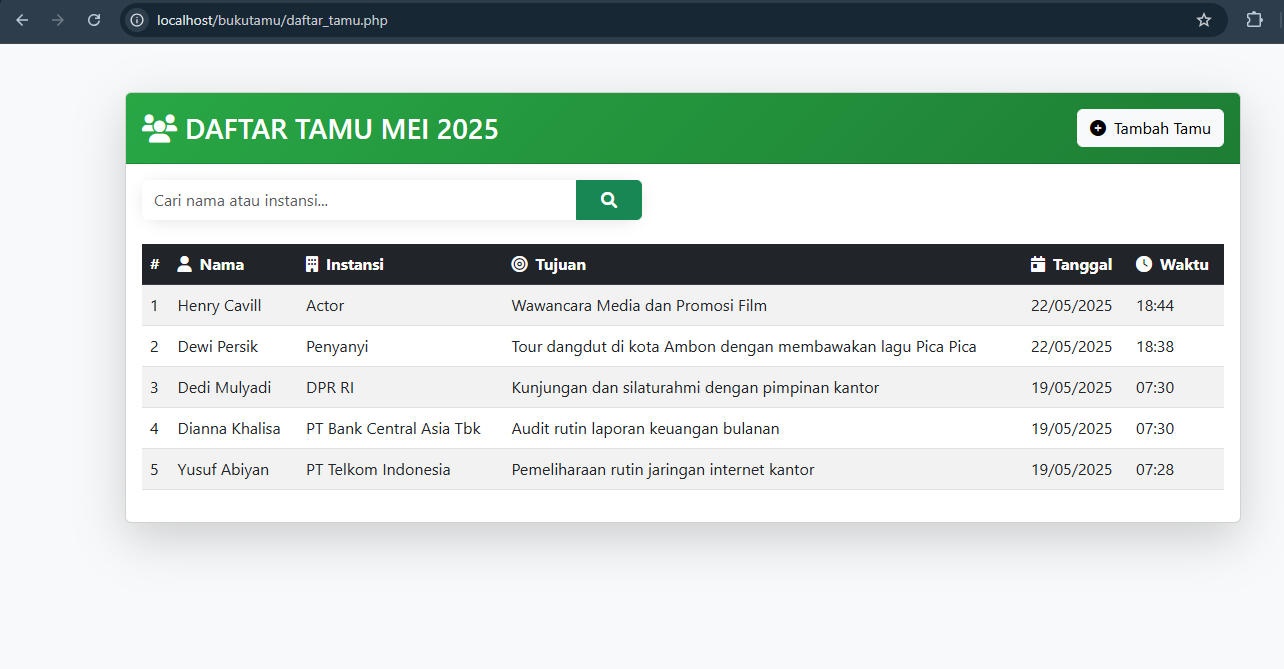 localhost/bukutamu/daftar_tamu.php
DAFTAR TAMU MEI 2025
Tambah Tamu
Cari nama atau instansi...
# Nama Instansi Tujuan Tanggal Waktu
1 Henry Cavill Actor Wawancara Media dan Promosi Film 22/05/2025 18:44
2 Dewi Persik Penyanyi Tour dangdut di kota Ambon dengan membawakan lagu Pica Pica 22/05/2025 18:38
3 Dedi Mulyadi DPR RI Kunjungan dan silaturahmi dengan pimpinan kantor 19/05/2025 07:30
4 Dianna Khalisa PT Bank Central Asia Tbk Audit rutin laporan keuangan bulanan 19/05/2025 07:30
5 Yusuf Abiyan PT Telkom Indonesia Pemeliharaan rutin jaringan internet kantor 19/05/2025 07:28